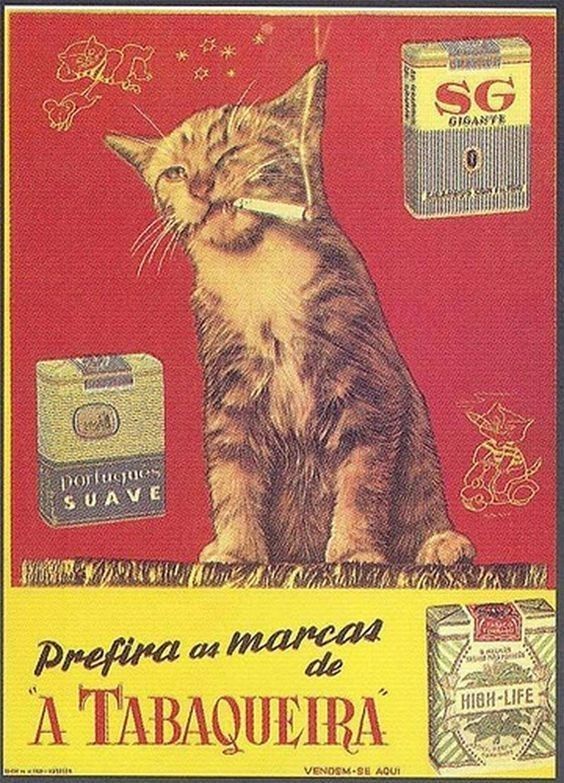 SG
GIGANTE
Português
SUAVE
Prefira as marcas
de
"A TABAQUEIRA"
HIGH-LIFE
VENDEM-SE AQUI